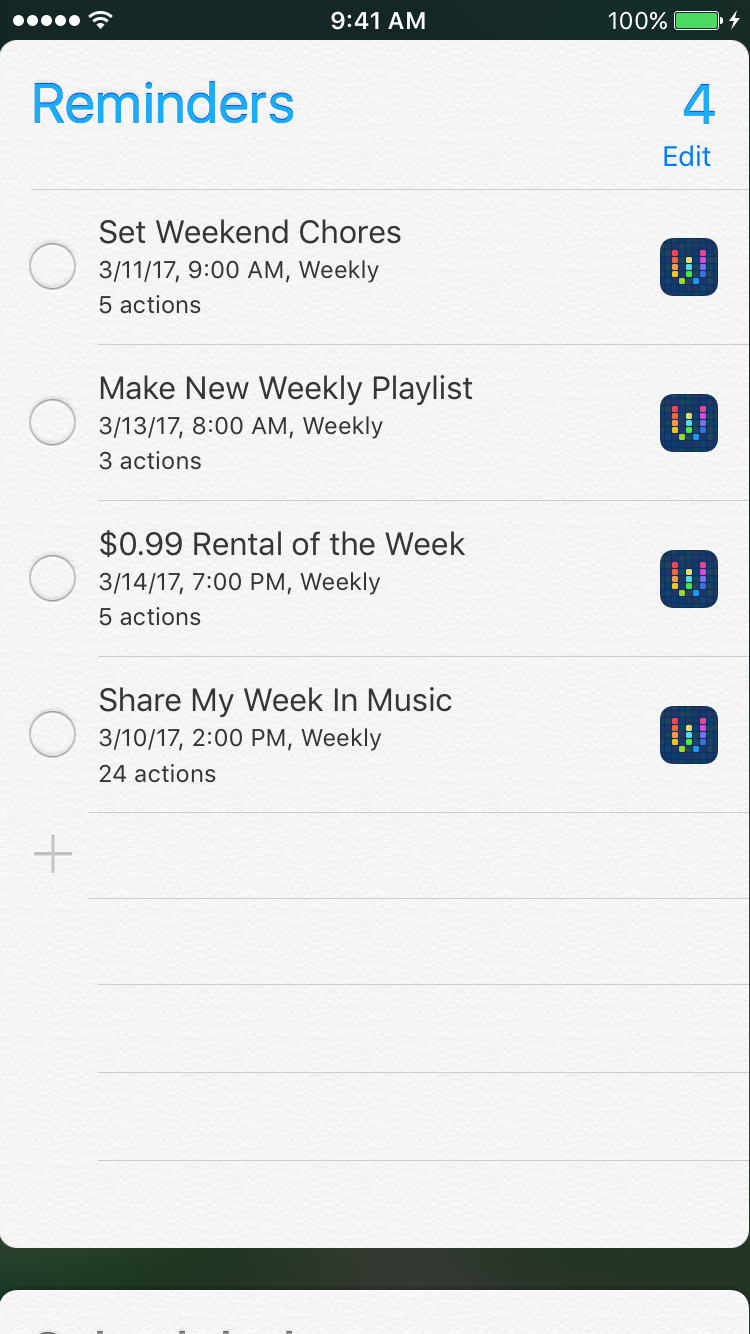 9:41 AM 100%
Reminders 4
Edit
Set Weekend Chores
3/11/17, 9:00 AM, Weekly
5 actions
Make New Weekly Playlist
3/13/17, 8:00 AM, Weekly
3 actions
$0.99 Rental of the Week
3/14/17, 7:00 PM, Weekly
5 actions
Share My Week In Music
3/10/17, 2:00 PM, Weekly
24 actions